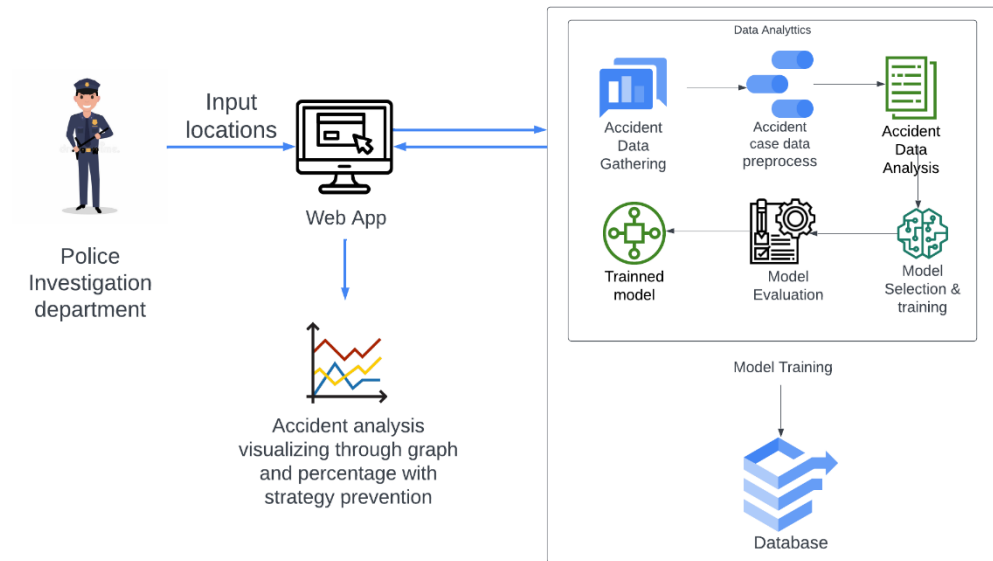 Data Analyttics
Input
locations
Accident
Data
Gathering
Accident
case data
preprocess
Accident
Data
Analysis
Web App
Police
Investigation
department
Trainned
model
Model
Evaluation
Model
Selection &
training
Model Training
Accident analysis
visualizing through graph
and percentage with
strategy prevention
Database